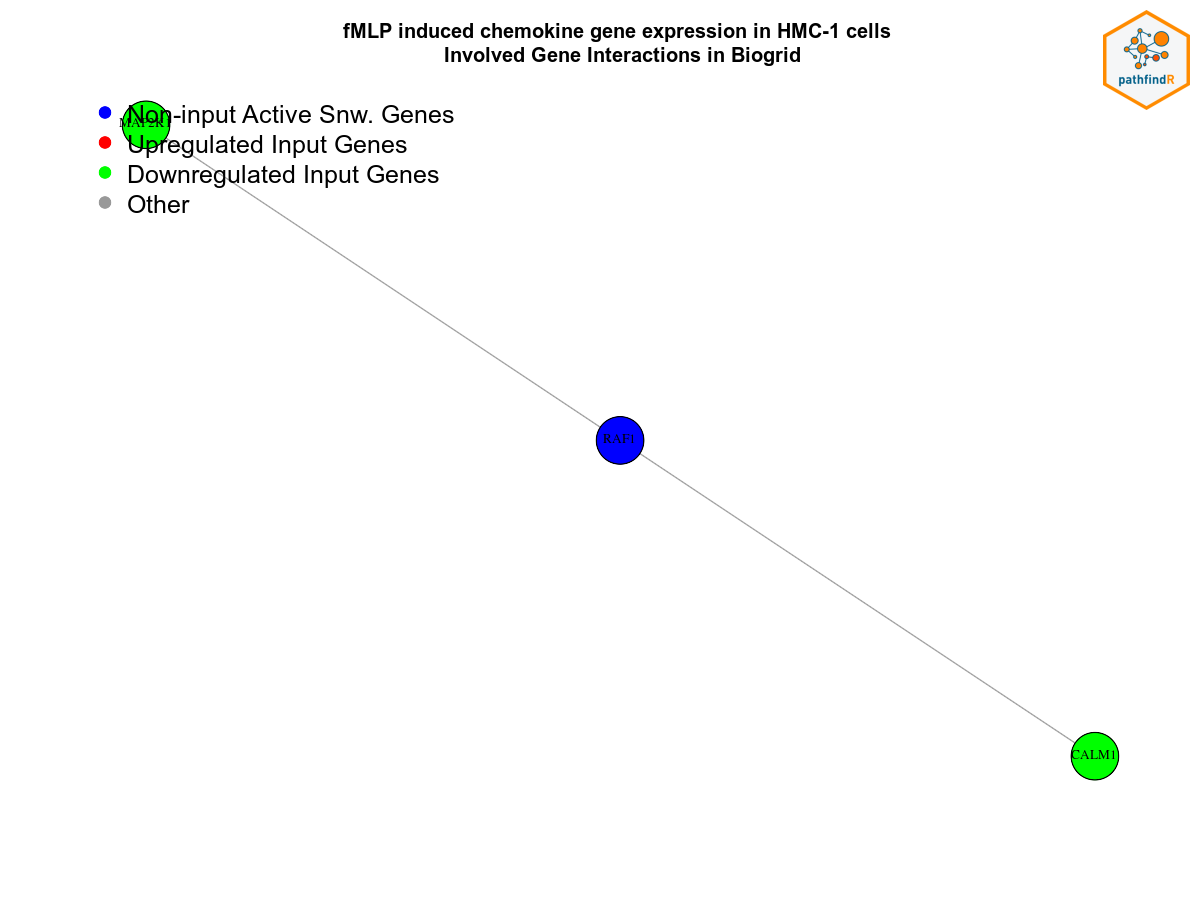 fMLP induced chemokine gene expression in HMC-1 cells
Involved Gene Interactions in Biogrid
pathfindR
Non-input Active Snw. Genes
Upregulated Input Genes
Downregulated Input Genes
Other
MAP2K1
RAF1
CALM1